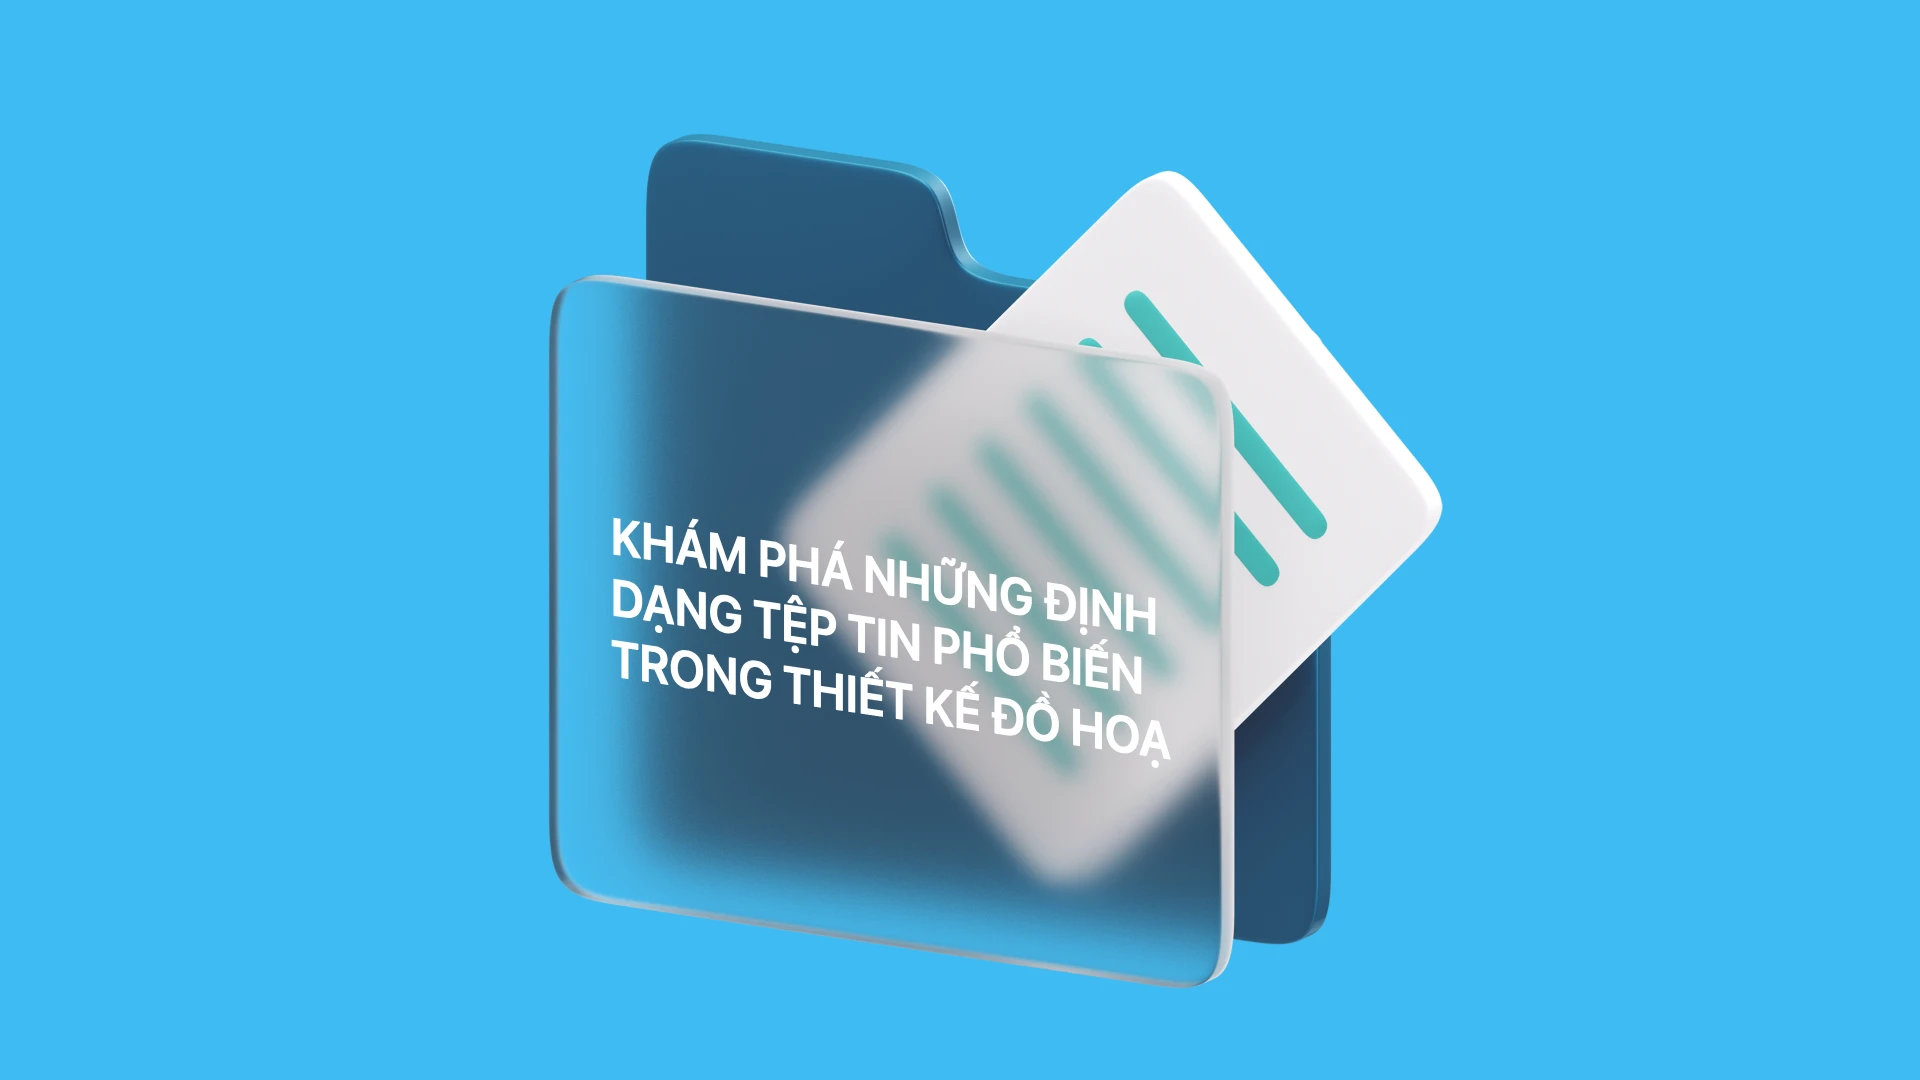 KHÁM PHÁ NHỮNG ĐỊNH
DẠNG TỆP TIN PHỔ BIẾN
TRONG THIẾT KẾ ĐỒ HOẠ